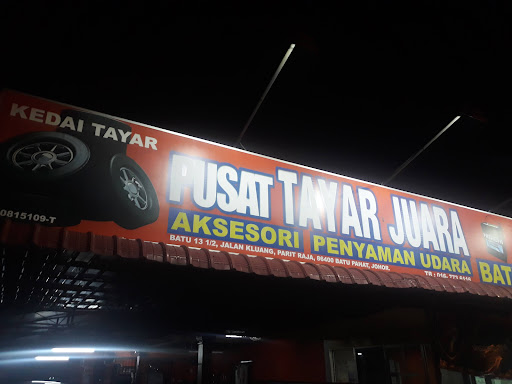 KEDAI TAYAR
PUSAT TAYAR JUARA
AKSESORI PENYAMAN UDARA BAT
BATU 13 1/2, JALAN KLUANG, PARIT RAJA, 86400 BATU PAHAT, JOHOR.
0815109-T